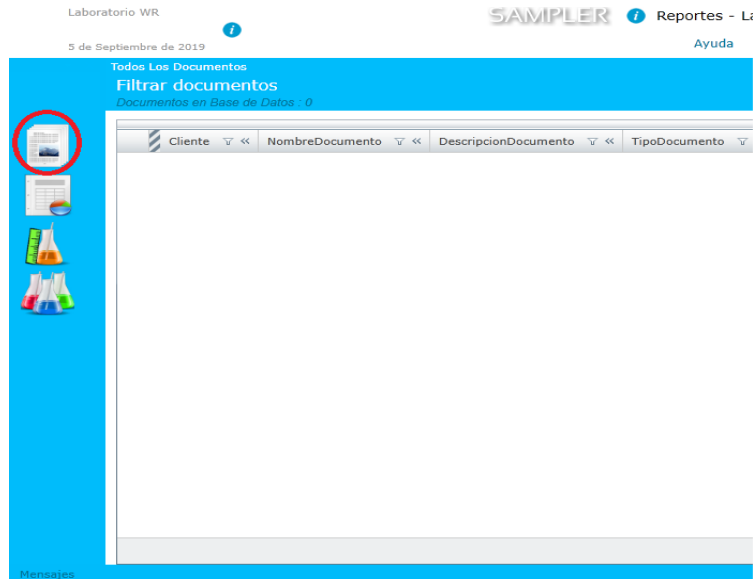 Laboratorio WR
SAMPLER
Reportes - La
5 de Septiembre de 2019
Ayuda
Todos Los Documentos
Filtrar documentos
Documentos en Base de Datos : 0
Cliente NombreDocumento DescripcionDocumento TipoDocumento
Mensajes